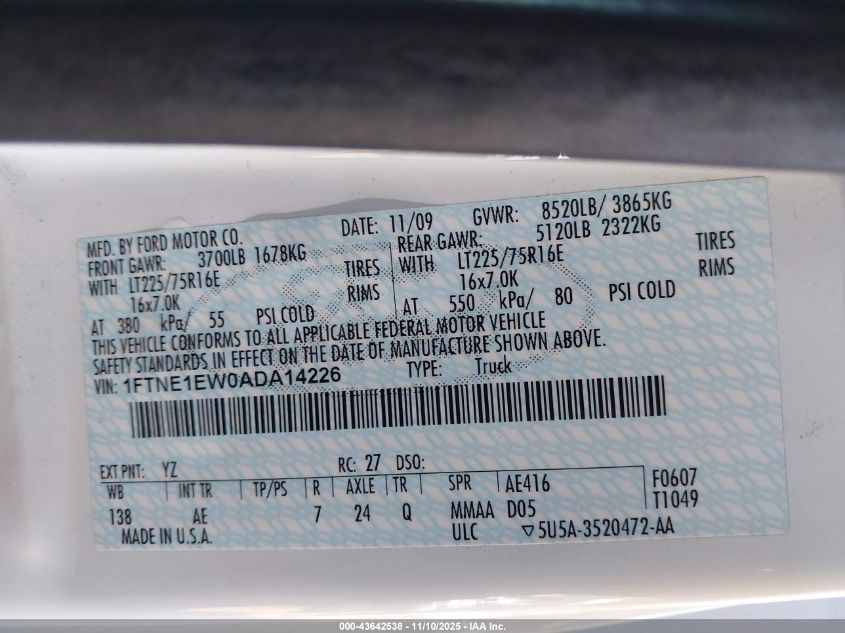 MFD. BY FORD MOTOR CO. DATE: 11/09 GVWR: 8520LB/ 3865KG
FRONT GAWR: 3700LB 1678KG REAR GAWR: 5120LB 2322KG
WITH LT225/75R16E TIRES WITH LT225/75R16E TIRES
16x7.0K RIMS 16x7.0K RIMS
AT 380 kPa/ 55 PSI COLD AT 550 kPa/ 80 PSI COLD
THIS VEHICLE CONFORMS TO ALL APPLICABLE FEDERAL MOTOR VEHICLE
SAFETY STANDARDS IN EFFECT ON THE DATE OF MANUFACTURE SHOWN ABOVE.
VIN: 1FTNE1EW0ADA14226 TYPE: Truck
EXT PNT: YZ RC: 27 DSO:
WB INT TR TP/PS R AXLE TR SPR AE416 F0607
138 AE 7 24 Q MMAA D05 T1049
MADE IN U.S.A. ULC ▽5U5A-3520472-AA
000-43642538 - 11/10/2025 - IAA Inc.